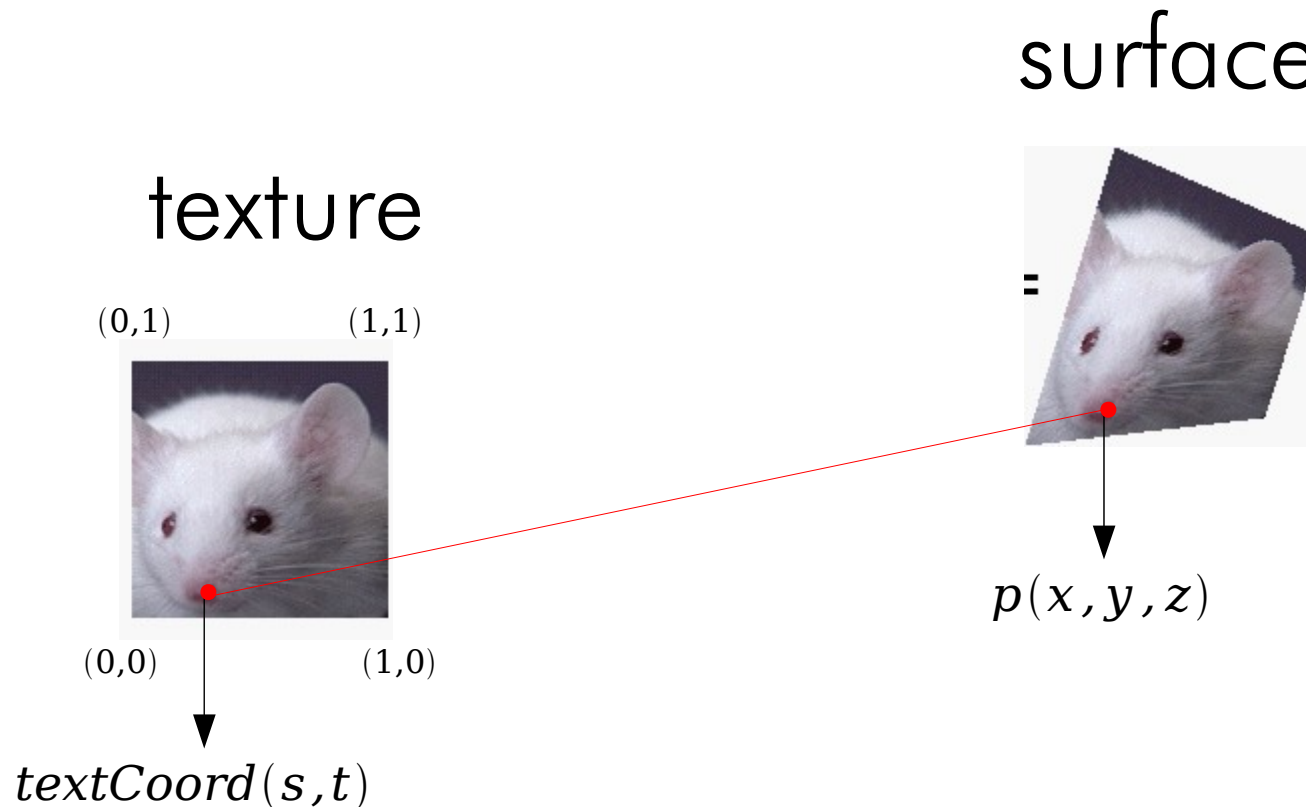 surface
texture
=
(0,1) (1,1)
p(x,y,z)
(0,0) (1,0)
textCoord(s,t)